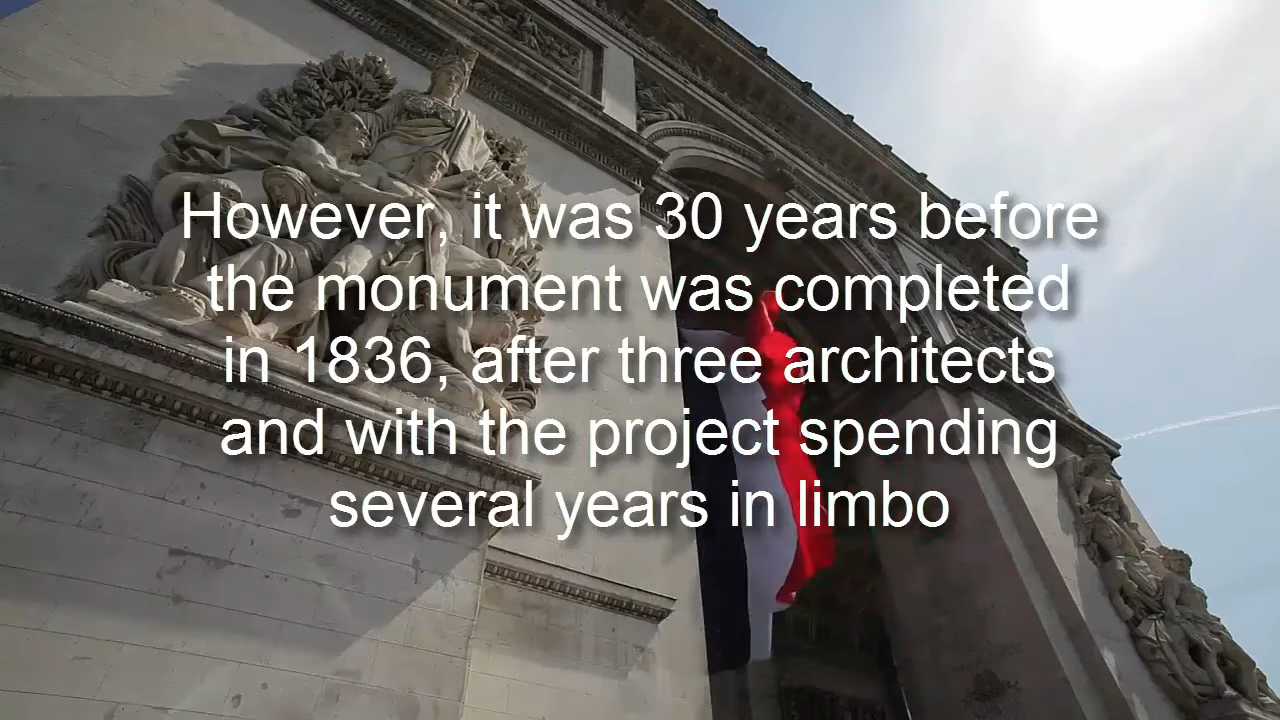 However, it was 30 years before
the monument was completed
in 1836, after three architects
and with the project spending
several years in limbo